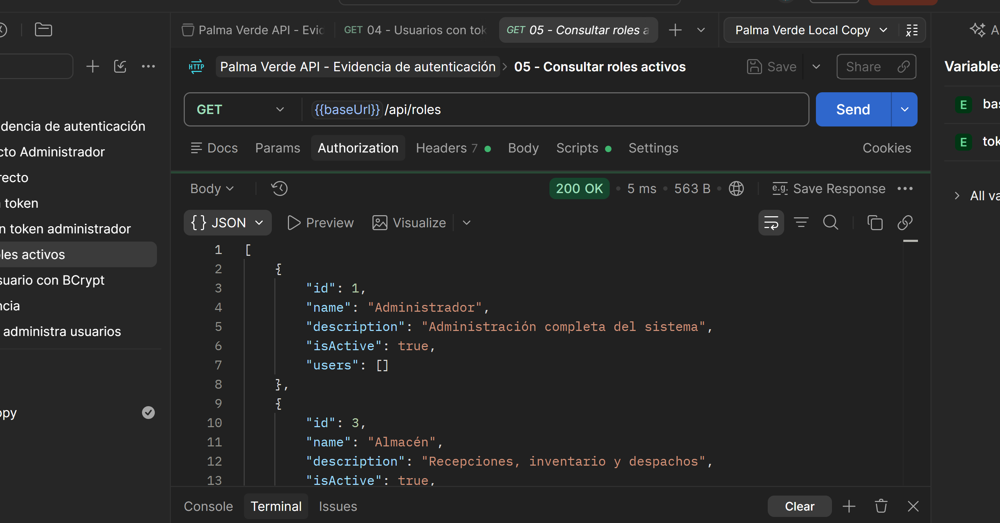 Palma Verde API - Evic
GET 04 - Usuarios con tok
GET 05 - Consultar roles a
Palma Verde Local Copy
A
HTTP Palma Verde API - Evidencia de autenticación > 05 - Consultar roles activos
Save
Share
Variables
GET
{{baseUrl}}/api/roles
Send
E bas
E tok
All va
Docs
Params
Authorization
Headers 7
Body
Scripts
Settings
Cookies
idencia de autenticación
cto Administrador
recto
token
n token administrador
les activos
suario con BCrypt
ncia
administra usuarios
opy
Body
200 OK • 5 ms • 563 B •
e.g. Save Response
{} JSON
Preview
Visualize
1 [
2 {
3 "id": 1,
4 "name": "Administrador",
5 "description": "Administración completa del sistema",
6 "isActive": true,
7 "users": []
8 },
9 {
10 "id": 3,
11 "name": "Almacén",
12 "description": "Recepciones, inventario y despachos",
13 "isActive": true,
Console
Terminal
Issues
Clear